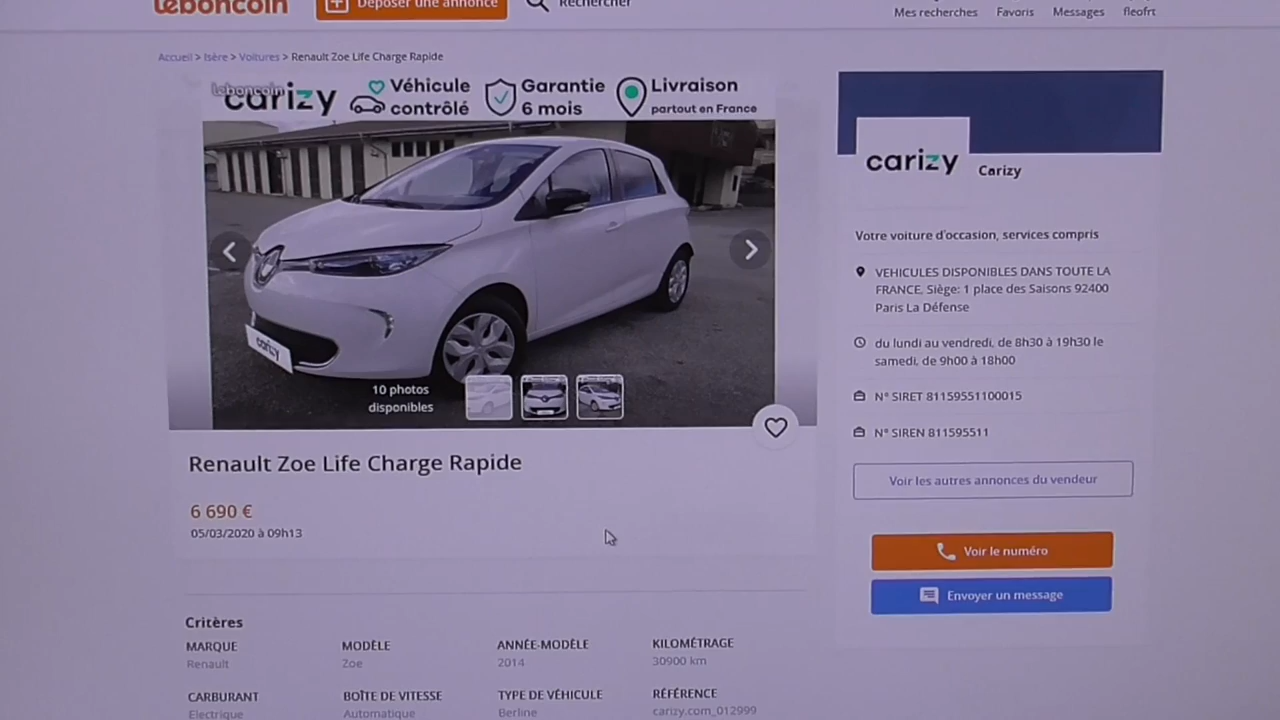 leboncoin
Déposer une annonce
Rechercher
Mes recherches
Favoris
Messages
fleofrt
Accueil > Isère > Voitures > Renault Zoe Life Charge Rapide
leboncoin
carizy
Véhicule
contrôlé
Garantie
6 mois
Livraison
partout en France
carizy
10 photos
disponibles
Renault Zoe Life Charge Rapide
6 690 €
05/03/2020 à 09h13
Critères
MARQUE
Renault
MODÈLE
Zoe
ANNÉE-MODÈLE
2014
KILOMÉTRAGE
30900 km
CARBURANT
Electrique
BOÎTE DE VITESSE
Automatique
TYPE DE VÉHICULE
Berline
RÉFÉRENCE
carizy.com_012999
carizy
Carizy
Votre voiture d'occasion, services compris
VEHICULES DISPONIBLES DANS TOUTE LA
FRANCE, Siège: 1 place des Saisons 92400
Paris La Défense
du lundi au vendredi, de 8h30 à 19h30 le
samedi, de 9h00 à 18h00
N° SIRET 81159551100015
N° SIREN 811595511
Voir les autres annonces du vendeur
Voir le numéro
Envoyer un message